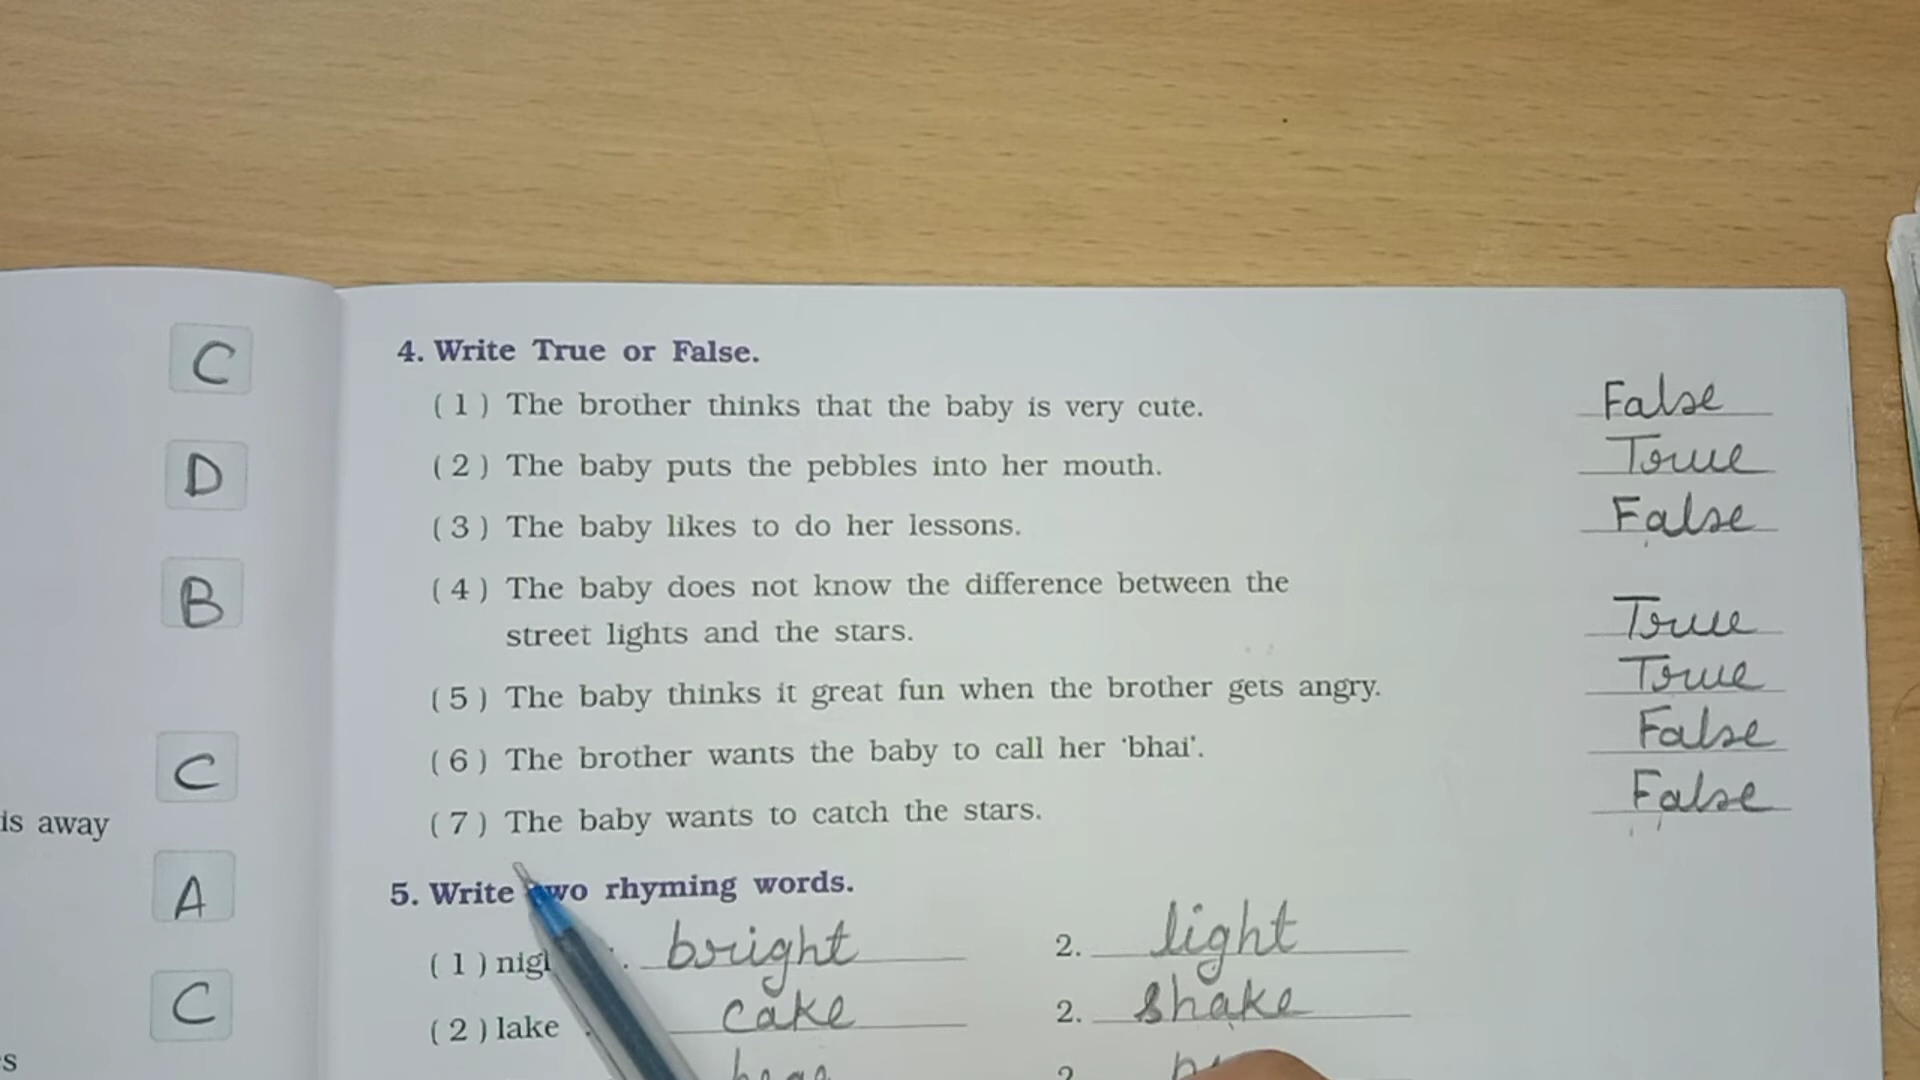 C
D
B
C
is away
A
C
s
4. Write True or False.
( 1 ) The brother thinks that the baby is very cute. False
( 2 ) The baby puts the pebbles into her mouth. True
( 3 ) The baby likes to do her lessons. False
( 4 ) The baby does not know the difference between the
street lights and the stars. True
( 5 ) The baby thinks it great fun when the brother gets angry. True
( 6 ) The brother wants the baby to call her 'bhai'. False
( 7 ) The baby wants to catch the stars. False
5. Write two rhyming words.
( 1 ) bright 2. light
( 2 ) lake cake 2. shake
2.